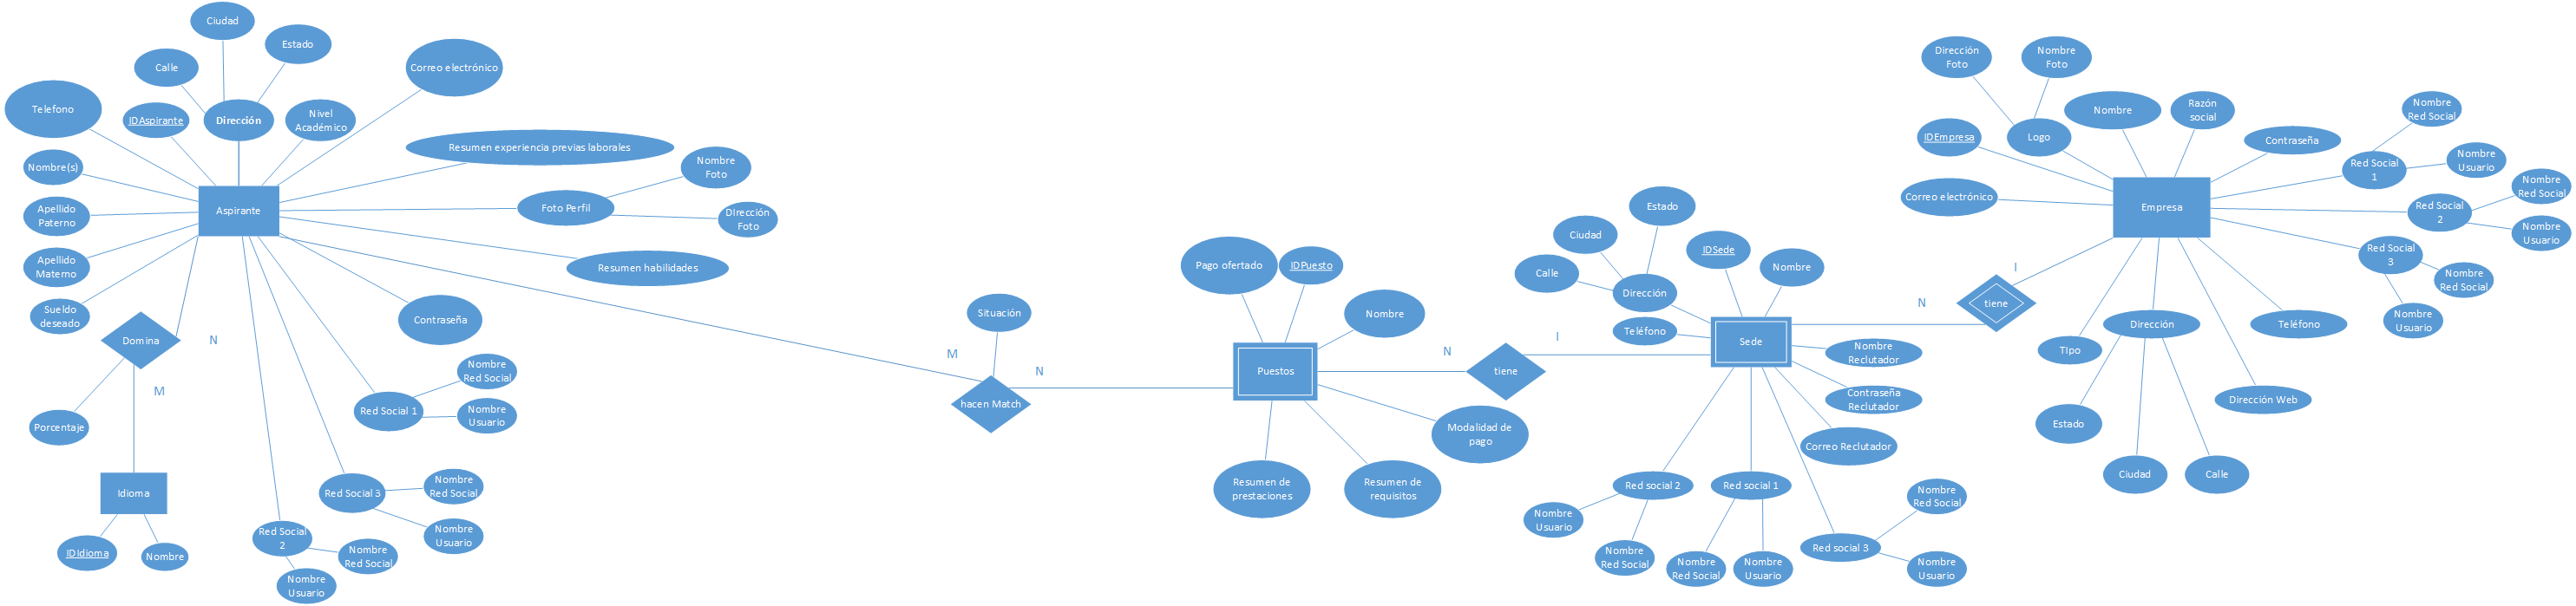 Ciudad
Estado
Calle
Correo electrónico
Telefono
IDAspirante
Dirección
Nivel
Académico
Resumen experiencia previas laborales
Nombre
Foto
Nombre(s)
Apellido
Paterno
Aspirante
Foto Perfil
DIrección
Foto
Apellido
Materno
Resumen habilidades
Sueldo
deseado
Contraseña
Domina
N
M
Porcentaje
Idioma
IDIdioma
Nombre
Red Social 1
Nombre
Red Social
Nombre
Usuario
Red Social 3
Nombre
Red Social
Nombre
Usuario
Red Social
2
Nombre
Red Social
Nombre
Usuario
Situación
M
N
hacen Match
Pago ofertado
IDPuesto
Nombre
Puestos
Modalidad de
pago
Resumen de
prestaciones
Resumen de
requisitos
N
tiene
I
Estado
Ciudad
Calle
Dirección
IDSede
Nombre
Teléfono
Sede
Nombre
Reclutador
Contraseña
Reclutador
Correo Reclutador
Red social 2
Nombre
Usuario
Nombre
Red Social
Red social 1
Nombre
Red Social
Nombre
Usuario
Red social 3
Nombre
Red Social
Nombre
Usuario
N
tiene
I
Dirección
Foto
Nombre
Foto
Logo
Nombre
Razón
social
IDEmpresa
Contraseña
Correo electrónico
Empresa
Red Social
1
Nombre
Red Social
Nombre
Usuario
Red Social
2
Nombre
Red Social
Nombre
Usuario
Red Social
3
Nombre
Red Social
Nombre
Usuario
TIpo
Dirección
Teléfono
Dirección Web
Estado
Ciudad
Calle